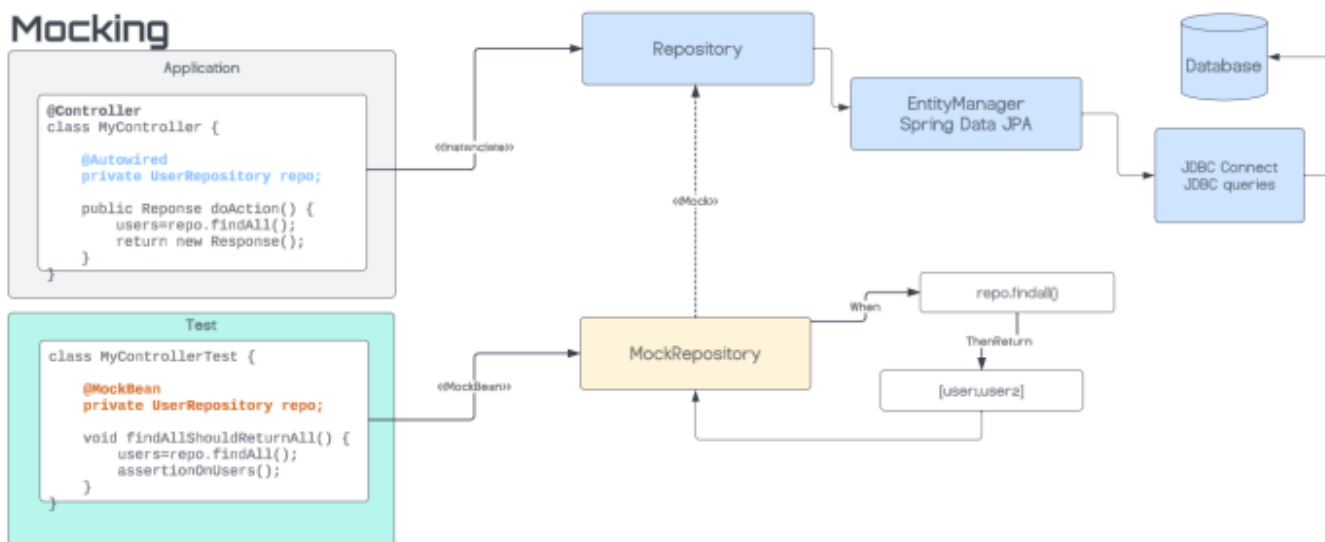 Mocking
Application
@Controller
class MyController {
@Autowired
private UserRepository repo;
public Reponse doAction() {
users=repo.findAll();
return new Response();
}
}
<<Instanciate>>
Repository
EntityManager
Spring Data JPA
Database
JDBC Connect
JDBC queries
<<Mock>>
Test
class MyControllerTest {
@MockBean
private UserRepository repo;
void findAllShouldReturnAll() {
users=repo.findAll();
assertionOnUsers();
}
}
<<MockBean>>
MockRepository
When
repo.findall()
ThenReturn
[user1,user2]